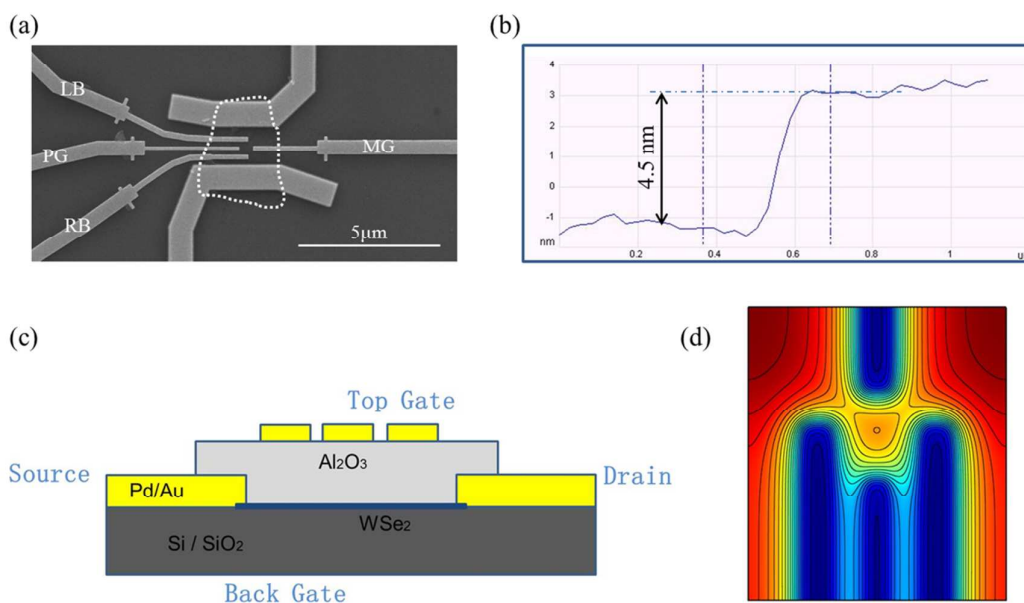 (a)
LB
PG
MG
RB
5μm
(b)
4
3
2
1
0
-1
nm
4.5 nm
0.2
0.4
0.6
0.8
1
u
(c)
Top Gate
Al₂O₃
Source
Drain
Pd/Au
WSe₂
Si / SiO₂
Back Gate
(d)